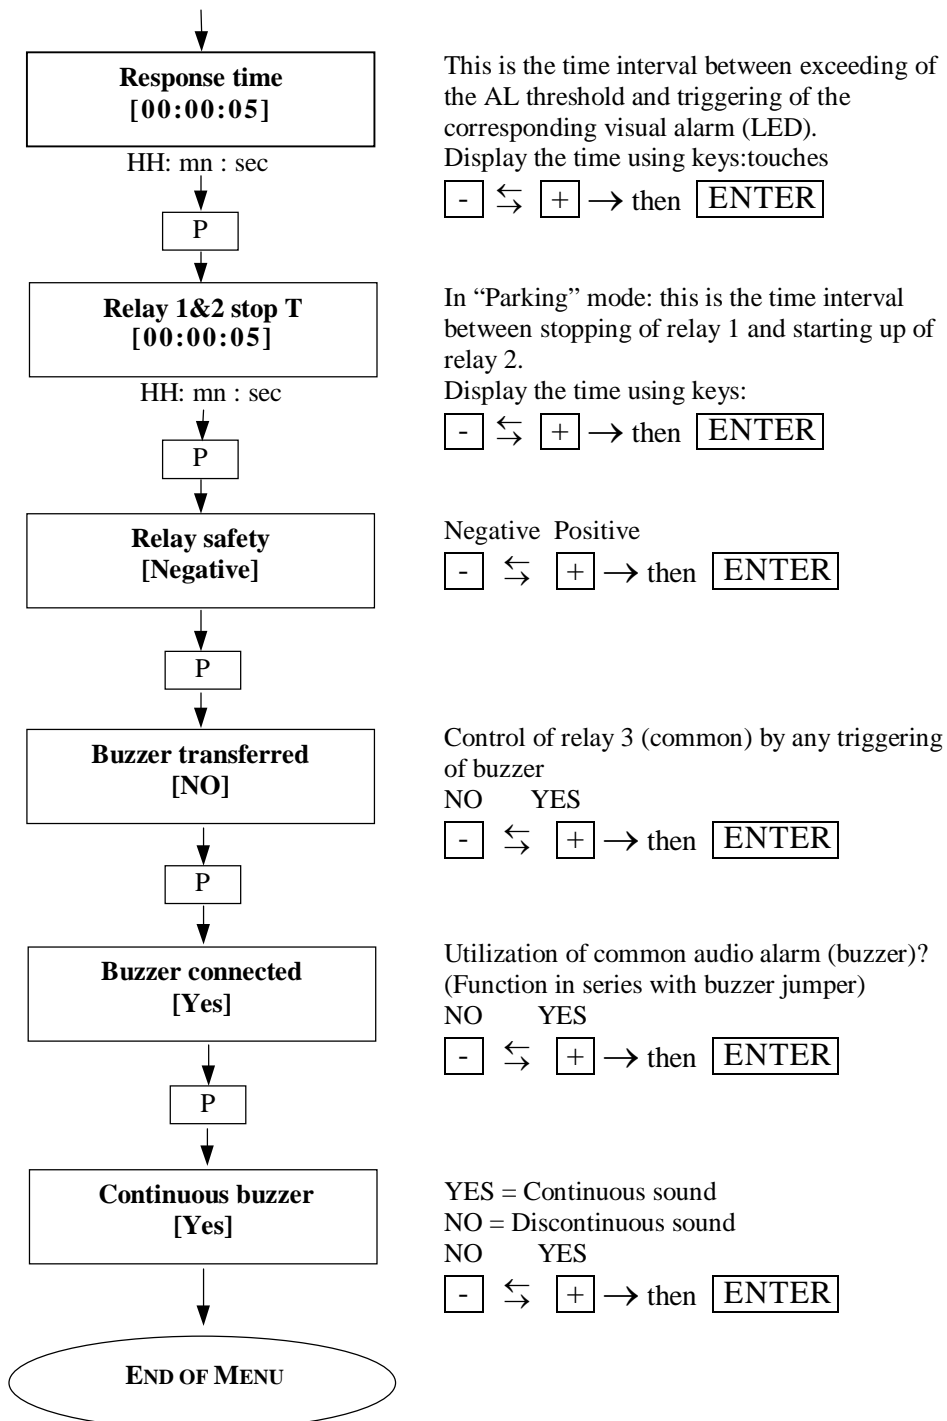 Response time
[00:00:05]
HH: mn : sec
This is the time interval between exceeding of
the AL threshold and triggering of the
corresponding visual alarm (LED).
Display the time using keys:touches
- ⇆ + → then ENTER
P
Relay 1&2 stop T
[00:00:05]
HH: mn : sec
In “Parking” mode: this is the time interval
between stopping of relay 1 and starting up of
relay 2.
Display the time using keys:
- ⇆ + → then ENTER
P
Relay safety
[Negative]
Negative Positive
- ⇆ + → then ENTER
P
Buzzer transferred
[NO]
Control of relay 3 (common) by any triggering
of buzzer
NO YES
- ⇆ + → then ENTER
P
Buzzer connected
[Yes]
Utilization of common audio alarm (buzzer)?
(Function in series with buzzer jumper)
NO YES
- ⇆ + → then ENTER
P
Continuous buzzer
[Yes]
YES = Continuous sound
NO = Discontinuous sound
NO YES
- ⇆ + → then ENTER
END OF MENU